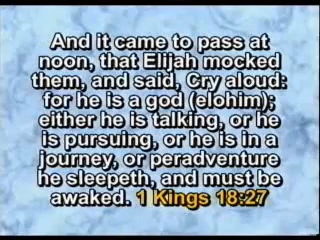 And it came to pass at
noon, that Elijah mocked
them, and said, Cry aloud:
for he is a god (elohim);
either he is talking, or he
is pursuing, or he is in a
journey, or peradventure
he sleepeth, and must be
awaked. 1 Kings 18:27